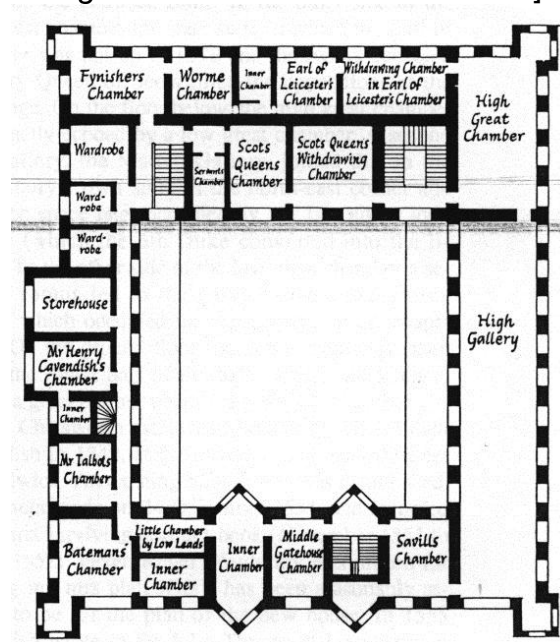 Fynishers
Chamber
Worme
Chamber
Inner
Chamber
Earl of
Leicester's
Chamber
Withdrawing Chamber
in Earl of
Leicester's Chamber
High
Great
Chamber
Wardrobe
Servants
Chamber
Scots
Queens
Chamber
Scots Queens
Withdrawing
Chamber
Ward-
robe
Ward-
robe
Storehouse
Mr Henry
Cavendish's
Chamber
Inner
Chamber
Mr Talbots
Chamber
High
Gallery
Batemans'
Chamber
Little Chamber
by Low Leads
Inner
Chamber
Inner
Chamber
Middle
Gatehouse
Chamber
Savills
Chamber